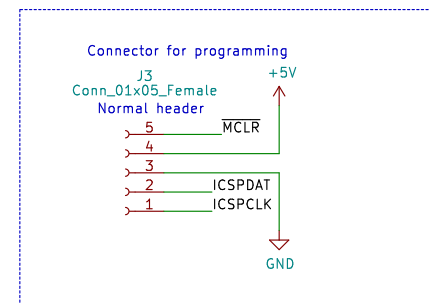 Connector for programming
J3
+5V
Conn_01x05_Female
Normal header
5
MCLR
4
3
2
ICSPDAT
1
ICSPCLK
GND